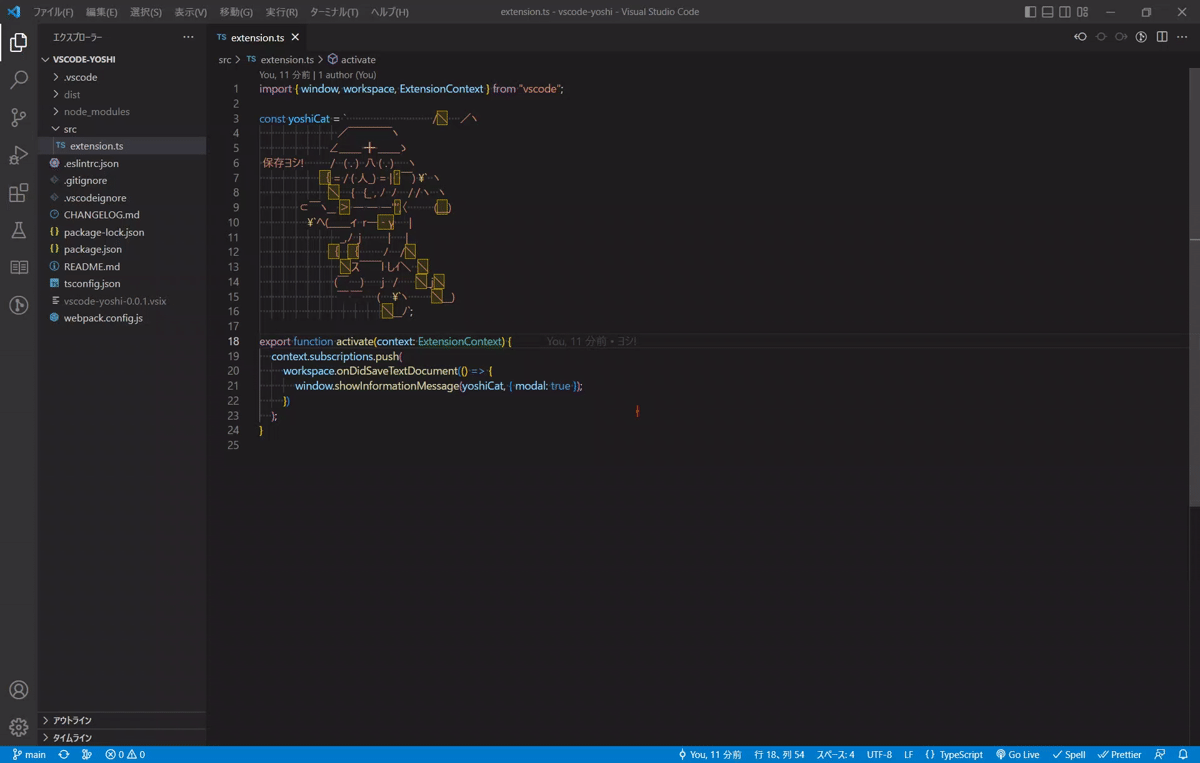 ファイル(F) 編集(E) 選択(S) 表示(V) 移動(G) 実行(R) ターミナル(T) ヘルプ(H)
extension.ts - vscode-yoshi - Visual Studio Code
エクスプローラー
VSCODE-YOSHI
.vscode
dist
node_modules
src
TS extension.ts
.eslintrc.json
.gitignore
.vscodeignore
CHANGELOG.md
{} package-lock.json
{} package.json
README.md
TS tsconfig.json
vscode-yoshi-0.0.1.vsix
webpack.config.js
アウトライン
タイムライン
TS extension.ts
src > TS extension.ts > activate
You, 11 分前 | 1 author (You)
1 import { window, workspace, ExtensionContext } from "vscode";
2
3 const yoshiCat = `
4
5
6 保存ヨシ!
7
8
9
10
11
12
13
14
15
16 `;
17
18 export function activate(context: ExtensionContext) { You, 11 分前 • ヨシ!
19 context.subscriptions.push(
20 workspace.onDidSaveTextDocument(() => {
21 window.showInformationMessage(yoshiCat, { modal: true });
22 })
23 );
24 }
25
main
0 0
You, 11 分前
行 18、列 54
スペース: 4
UTF-8
LF
{} TypeScript
Go Live
Spell
Prettier